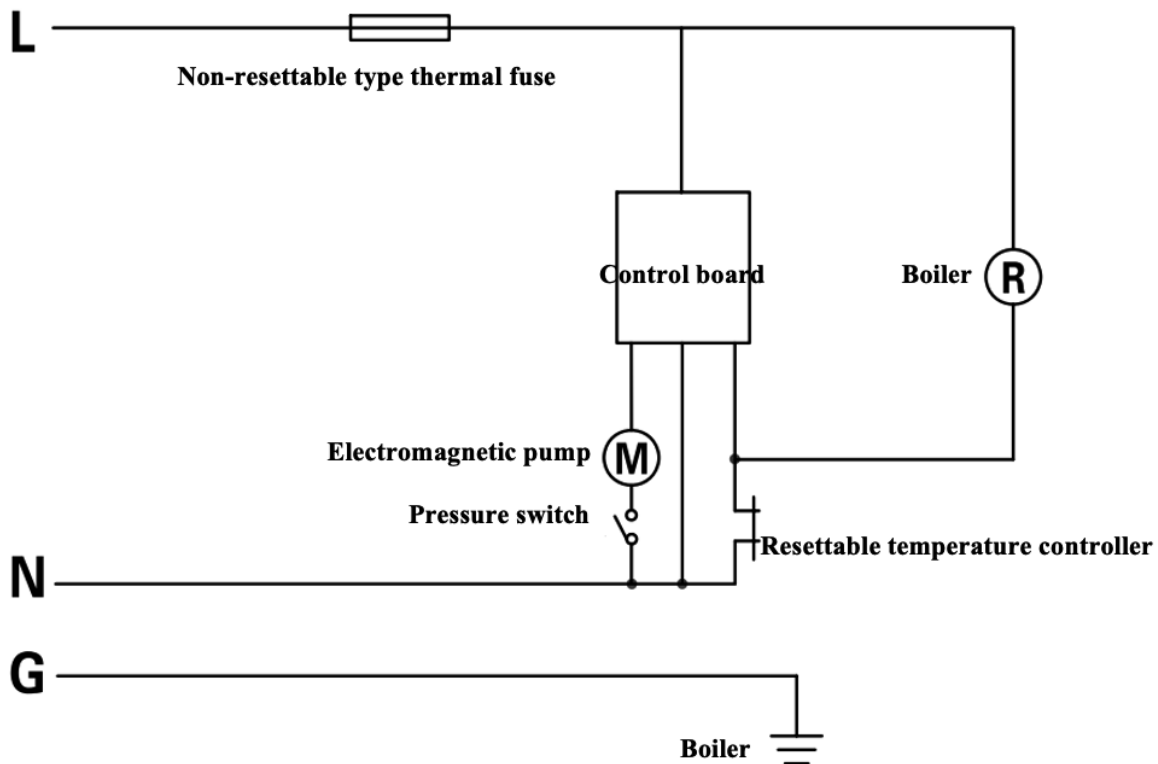 L
Non-resettable type thermal fuse
Control board
Boiler
R
Electromagnetic pump
M
Pressure switch
Resettable temperature controller
N
G
Boiler